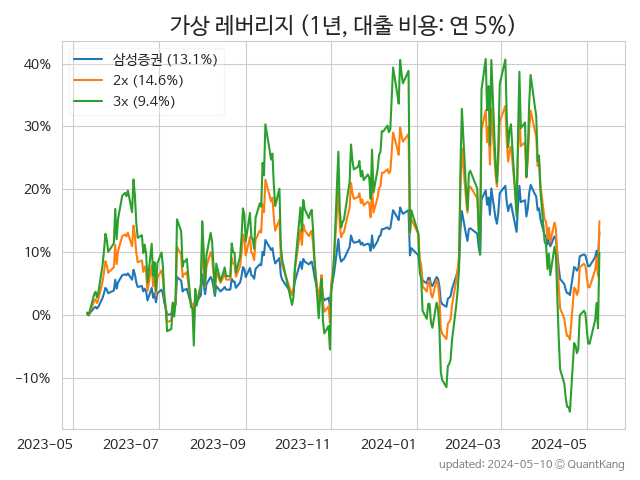 가상 레버리지 (1년, 대출 비용: 연 5%)
삼성증권 (13.1%)
2x (14.6%)
3x (9.4%)
40%
30%
20%
10%
0%
−10%
2023-05
2023-07
2023-09
2023-11
2024-01
2024-03
2024-05
updated: 2024-05-10 © QuantKang